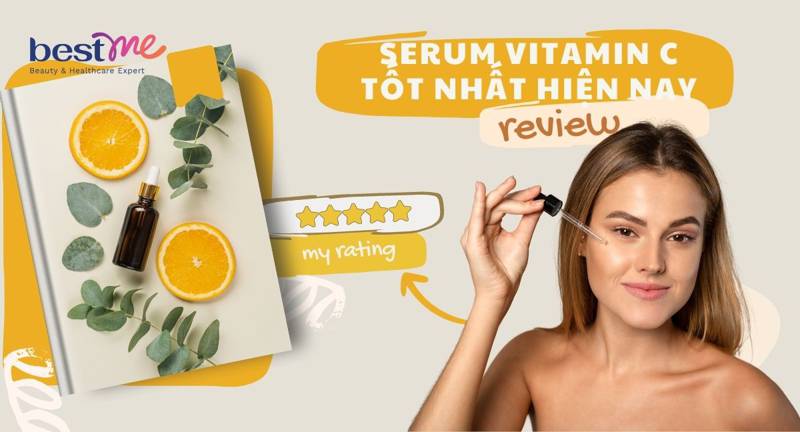 bestme
Beauty & Healthcare Expert
SERUM VITAMIN C
TỐT NHẤT HIỆN NAY
review
my rating